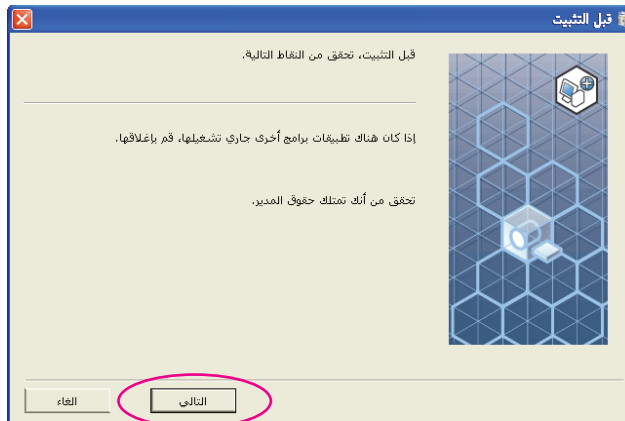 قبل التثبيت
قبل التثبيت، تحقق من النقاط التالية.
إذا كان هناك تطبيقات برامج أخرى جاري تشغيلها، قم بإغلاقها.
تحقق من أنك تمتلك حقوق المدير.
التالي
الغاء